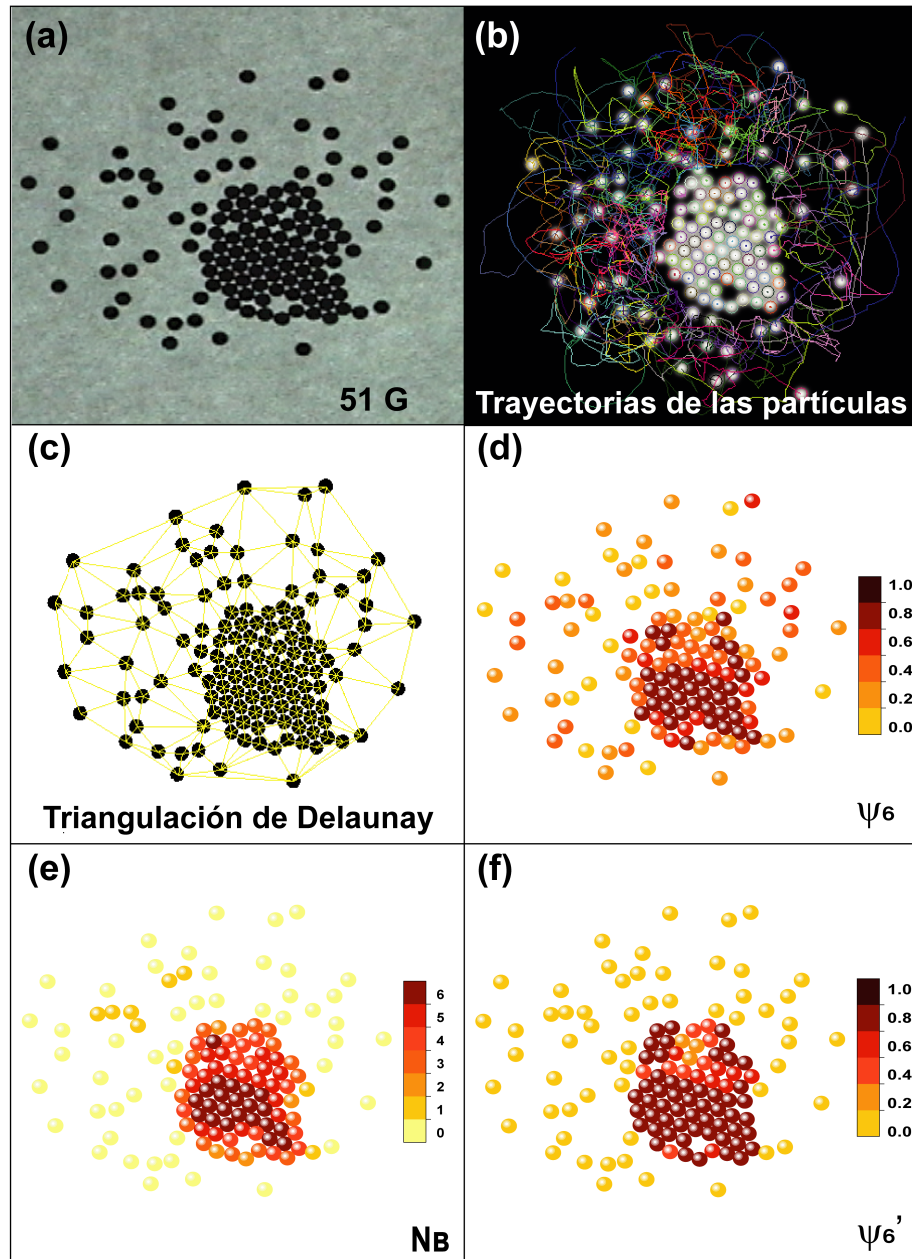 (a)
51 G
(b)
Trayectorias de las partículas
(c)
Triangulación de Delaunay
(d)
1.0
0.8
0.6
0.4
0.2
0.0
ψ6
(e)
6
5
4
3
2
1
0
NB
(f)
1.0
0.8
0.6
0.4
0.2
0.0
ψ6’